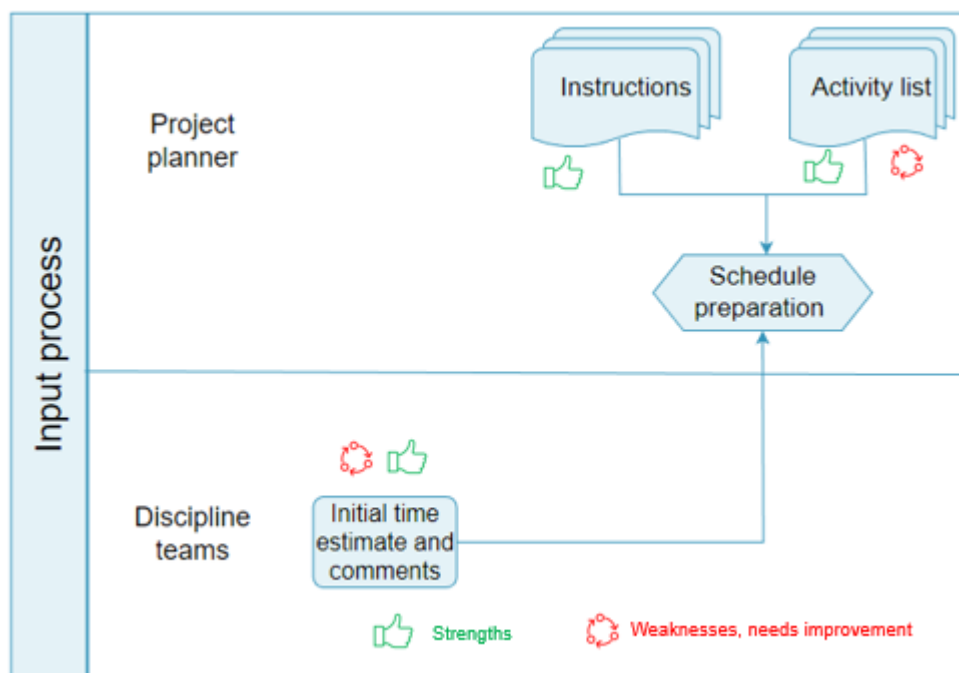 Input process
Project
planner
Instructions
Activity list
Schedule
preparation
Discipline
teams
Initial time
estimate and
comments
Strengths
Weaknesses, needs improvement